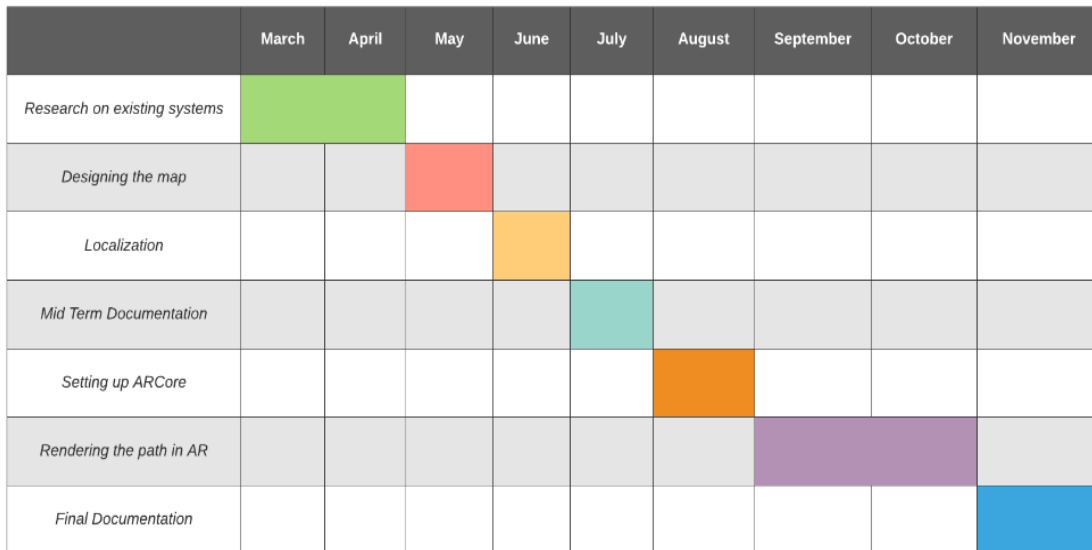 March April May June July August September October November
Research on existing systems
Designing the map
Localization
Mid Term Documentation
Setting up ARCore
Rendering the path in AR
Final Documentation